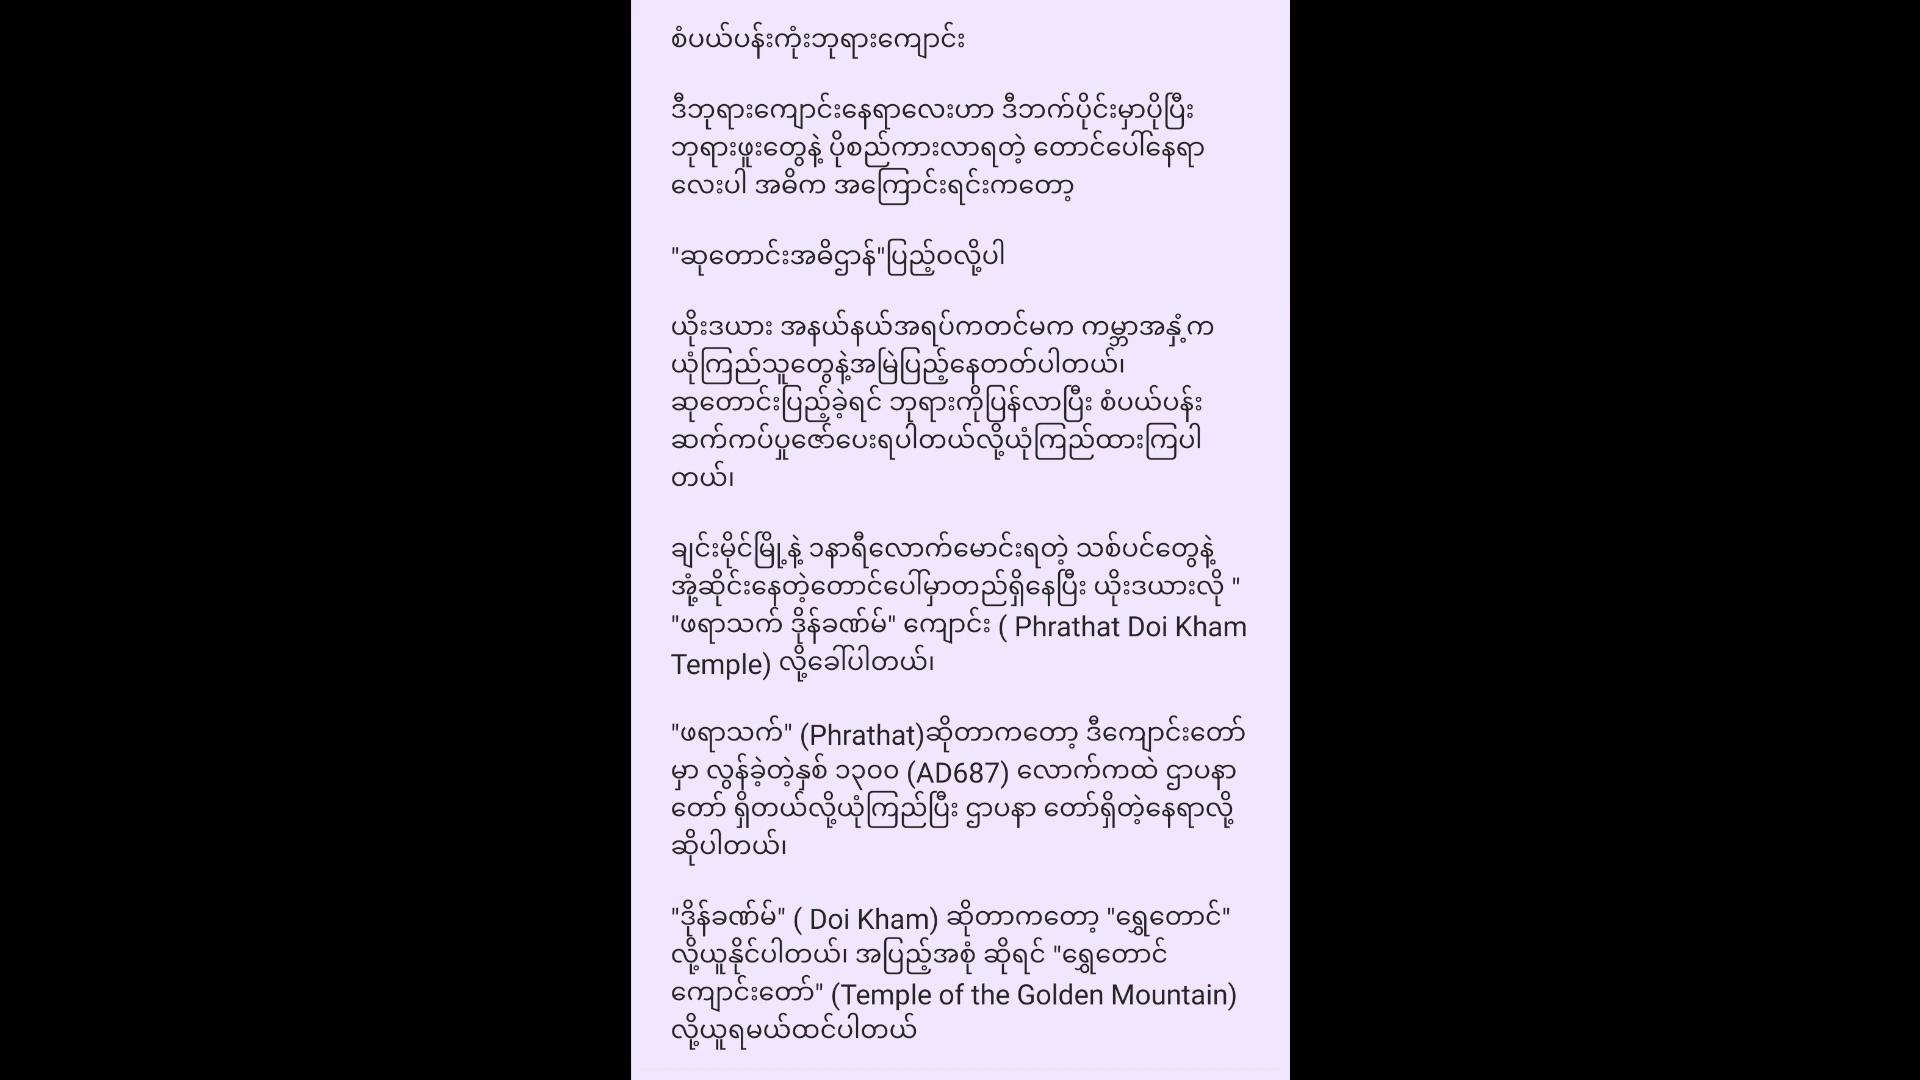 စံပယ်ပန်းကုံးဘုရားကျောင်း
ဒီဘုရားကျောင်းနေရာလေးဟာ ဒီဘက်ပိုင်းမှာပိုပြီး
ဘုရားဖူးတွေနဲ့ ပိုစည်ကားလာရတဲ့ တောင်ပေါ်နေရာ
လေးပါ အဓိက အကြောင်းရင်းကတော့
"ဆုတောင်းအဓိဌာန်"ပြည့်ဝလို့ပါ
ယိုးဒယား အနယ်နယ်အရပ်ကတင်မက ကမ္ဘာအနှံ့က
ယုံကြည်သူတွေနဲ့အမြဲပြည့်နေတတ်ပါတယ်၊
ဆုတောင်းပြည့်ခဲ့ရင် ဘုရားကိုပြန်လာပြီး စံပယ်ပန်း
ဆက်ကပ်ပူဇော်ပေးရပါတယ်လို့ယုံကြည်ထားကြပါ
တယ်၊
ချင်းမိုင်မြို့နဲ့ ၁နာရီလောက်မောင်းရတဲ့ သစ်ပင်တွေနဲ့
အုံ့ဆိုင်းနေတဲ့တောင်ပေါ်မှာတည်ရှိနေပြီး ယိုးဒယားလို "
"ဖရာသက် ဒိုန်ခဏ်မ်" ကျောင်း ( Phrathat Doi Kham
Temple) လို့ခေါ်ပါတယ်၊
"ဖရာသက်" (Phrathat)ဆိုတာကတော့ ဒီကျောင်းတော်
မှာ လွန်ခဲ့တဲ့နှစ် ၁၃၀၀ (AD687) လောက်ကထဲ ဌာပနာ
တော် ရှိတယ်လို့ယုံကြည်ပြီး ဌာပနာ တော်ရှိတဲ့နေရာလို့
ဆိုပါတယ်၊
"ဒိုန်ခဏ်မ်" ( Doi Kham) ဆိုတာကတော့ "ရွှေတောင်"
လို့ယူနိုင်ပါတယ်၊ အပြည့်အစုံ ဆိုရင် "ရွှေတောင်
ကျောင်းတော်" (Temple of the Golden Mountain)
လို့ယူရမယ်ထင်ပါတယ်